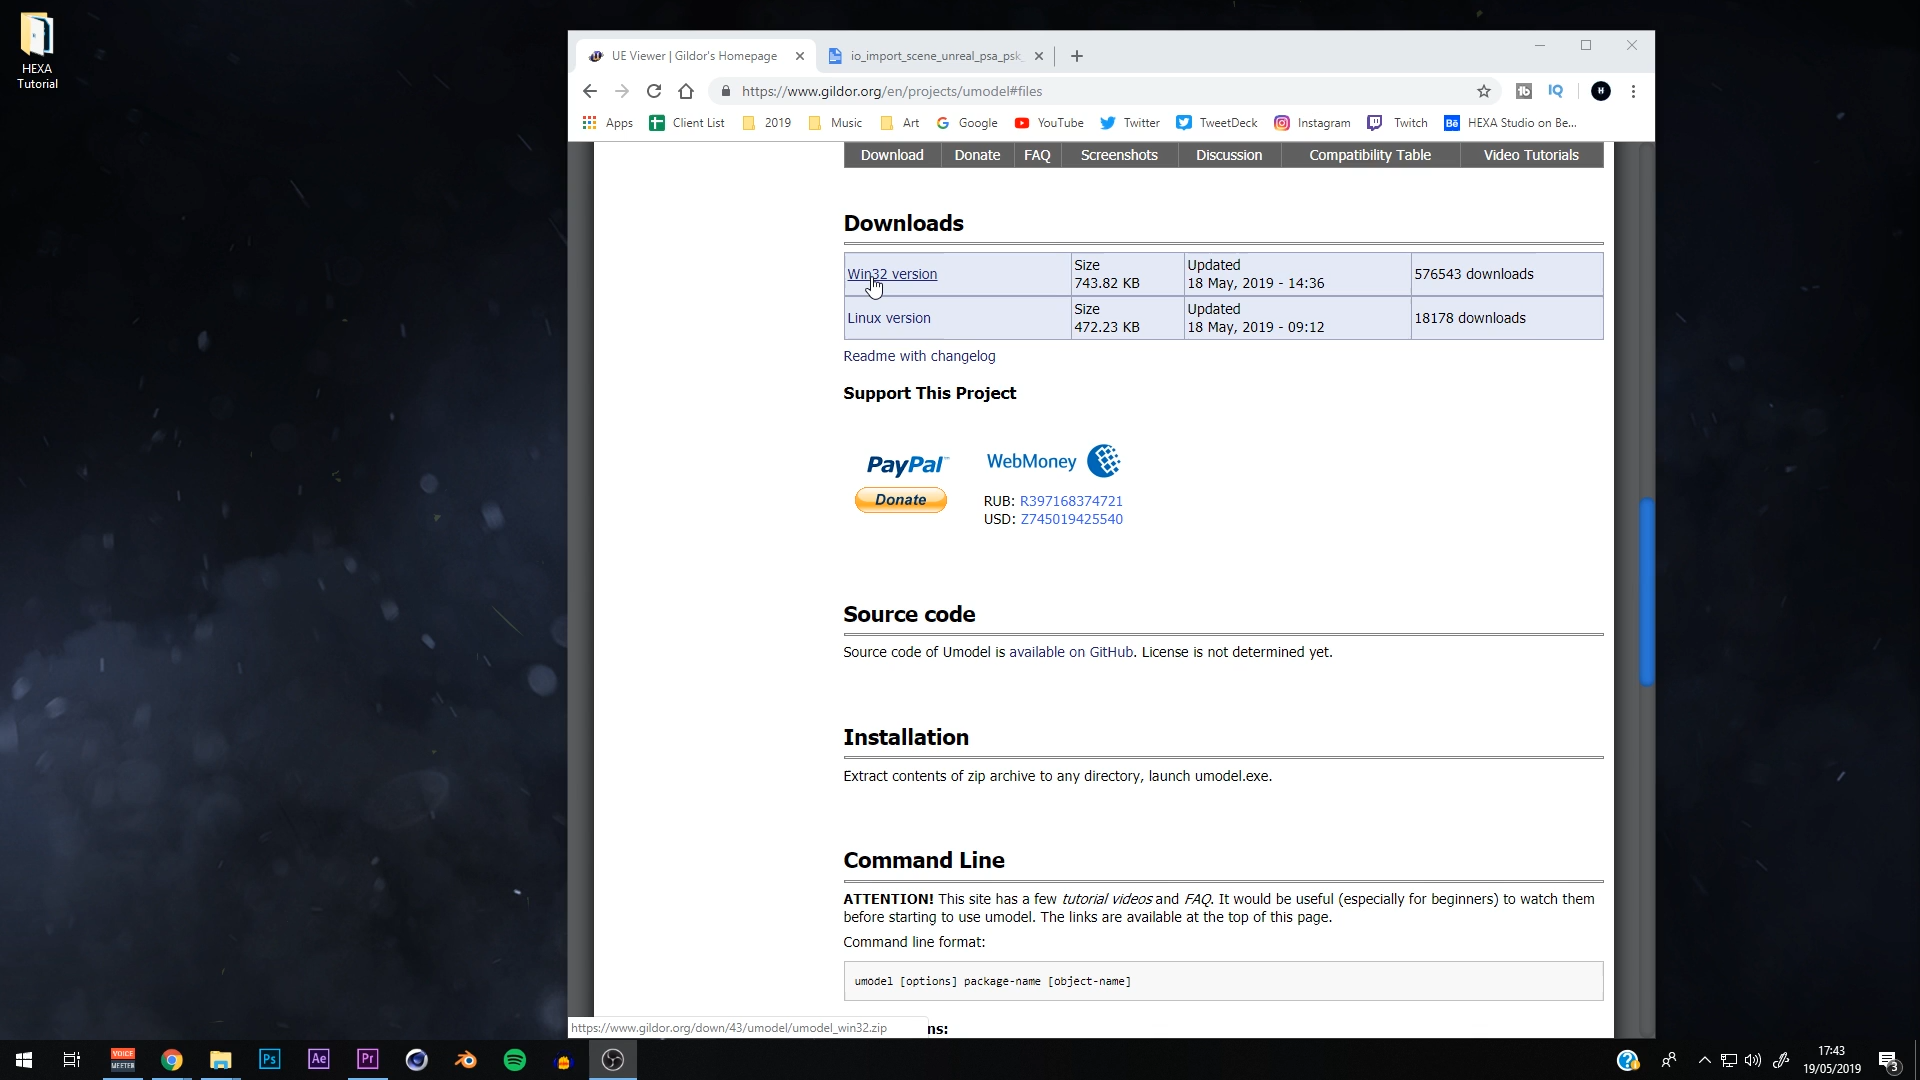 HEXA
Tutorial
UE Viewer | Gildor's Homepage
io_import_scene_unreal_psa_psk_
https://www.gildor.org/en/projects/umodel#files
Apps
Client List
2019
Music
Art
Google
YouTube
Twitter
TweetDeck
Instagram
Twitch
HEXA Studio on Be...
Download
Donate
FAQ
Screenshots
Discussion
Compatibility Table
Video Tutorials
Downloads
Win32 version
Size
743.82 KB
Updated
18 May, 2019 - 14:36
576543 downloads
Linux version
Size
472.23 KB
Updated
18 May, 2019 - 09:12
18178 downloads
Readme with changelog
Support This Project
PayPal
Donate
WebMoney
RUB: R397168374721
USD: Z745019425540
Source code
Source code of Umodel is available on GitHub. License is not determined yet.
Installation
Extract contents of zip archive to any directory, launch umodel.exe.
Command Line
ATTENTION! This site has a few tutorial videos and FAQ. It would be useful (especially for beginners) to watch them
before starting to use umodel. The links are available at the top of this page.
Command line format:
umodel [options] package-name [object-name]
https://www.gildor.org/down/43/umodel/umodel_win32.zip
ns:
VOICE
MEETER
Ps
Ae
Pr
17:43
19/05/2019
3